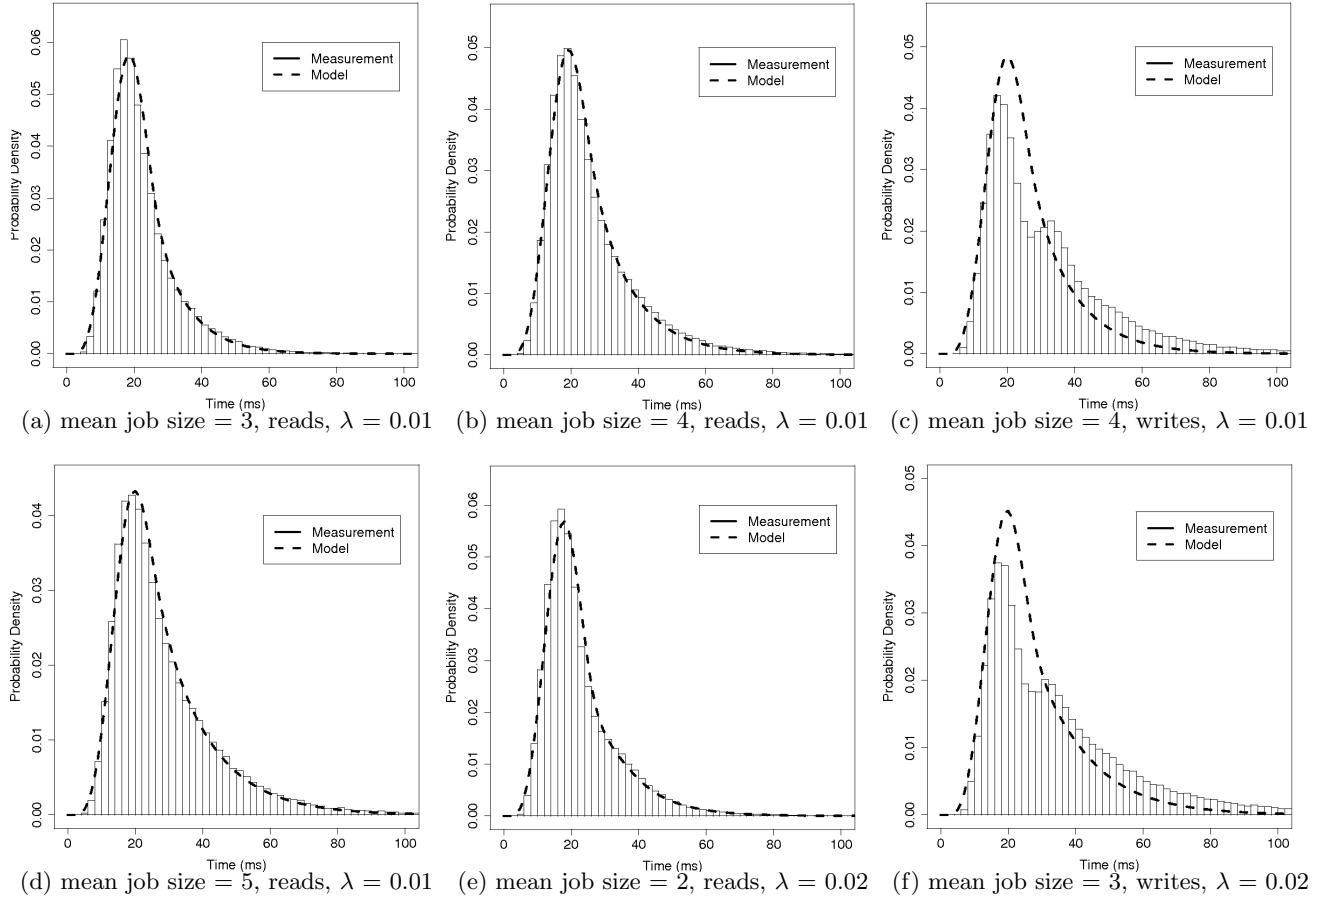 0.00 0.01 0.02 0.03 0.04 0.05 0.06
Probability Density
Measurement
Model
0 20 40 60 80 100
Time (ms)
(a) mean job size = 3, reads, λ = 0.01
0.00 0.01 0.02 0.03 0.04 0.05
Probability Density
Measurement
Model
0 20 40 60 80 100
Time (ms)
(b) mean job size = 4, reads, λ = 0.01
0.00 0.01 0.02 0.03 0.04 0.05
Probability Density
Measurement
Model
0 20 40 60 80 100
Time (ms)
(c) mean job size = 4, writes, λ = 0.01
0.00 0.01 0.02 0.03 0.04
Probability Density
Measurement
Model
0 20 40 60 80 100
Time (ms)
(d) mean job size = 5, reads, λ = 0.01
0.00 0.01 0.02 0.03 0.04 0.05 0.06
Probability Density
Measurement
Model
0 20 40 60 80 100
Time (ms)
(e) mean job size = 2, reads, λ = 0.02
0.00 0.01 0.02 0.03 0.04 0.05
Probability Density
Measurement
Model
0 20 40 60 80 100
Time (ms)
(f) mean job size = 3, writes, λ = 0.02